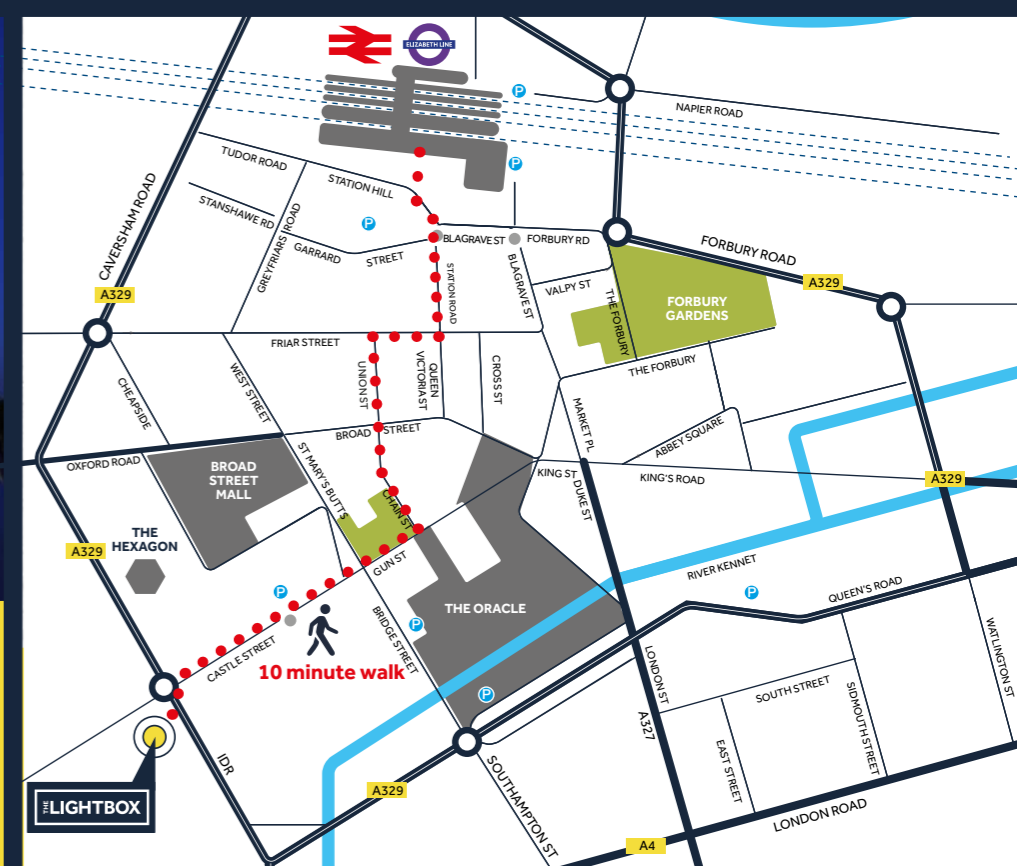 ELIZABETH LINE
P
NAPIER ROAD
TUDOR ROAD
STATION HILL
P
STANSHAWE RD
GREYFRIARS ROAD
P
GARRARD
STREET
BLAGRAVE ST
FORBURY RD
FORBURY ROAD
CAVERSHAM ROAD
A329
STATION ROAD
BLAGRAVE ST
VALPY ST
THE FORBURY
FORBURY
GARDENS
A329
FRIAR STREET
UNION ST
QUEEN
VICTORIA ST
CROSS ST
THE FORBURY
CHEAPSIDE
WEST STREET
MARKET PL
BROAD
STREET
ABBEY SQUARE
OXFORD ROAD
BROAD
STREET
MALL
ST MARY'S BUTTS
CHAIN ST
KING ST
DUKE ST
KING'S ROAD
A329
THE
HEXAGON
A329
GUN ST
RIVER KENNET
P
THE ORACLE
P
P
QUEEN'S ROAD
BRIDGE STREET
CASTLE STREET
10 minute walk
WATLINGTON ST
LONDON ST
P
SOUTH STREET
SIDMOUTH STREET
A327
EAST STREET
IDR
SOUTHAMPTON ST
THE LIGHTBOX
A329
LONDON ROAD
A4